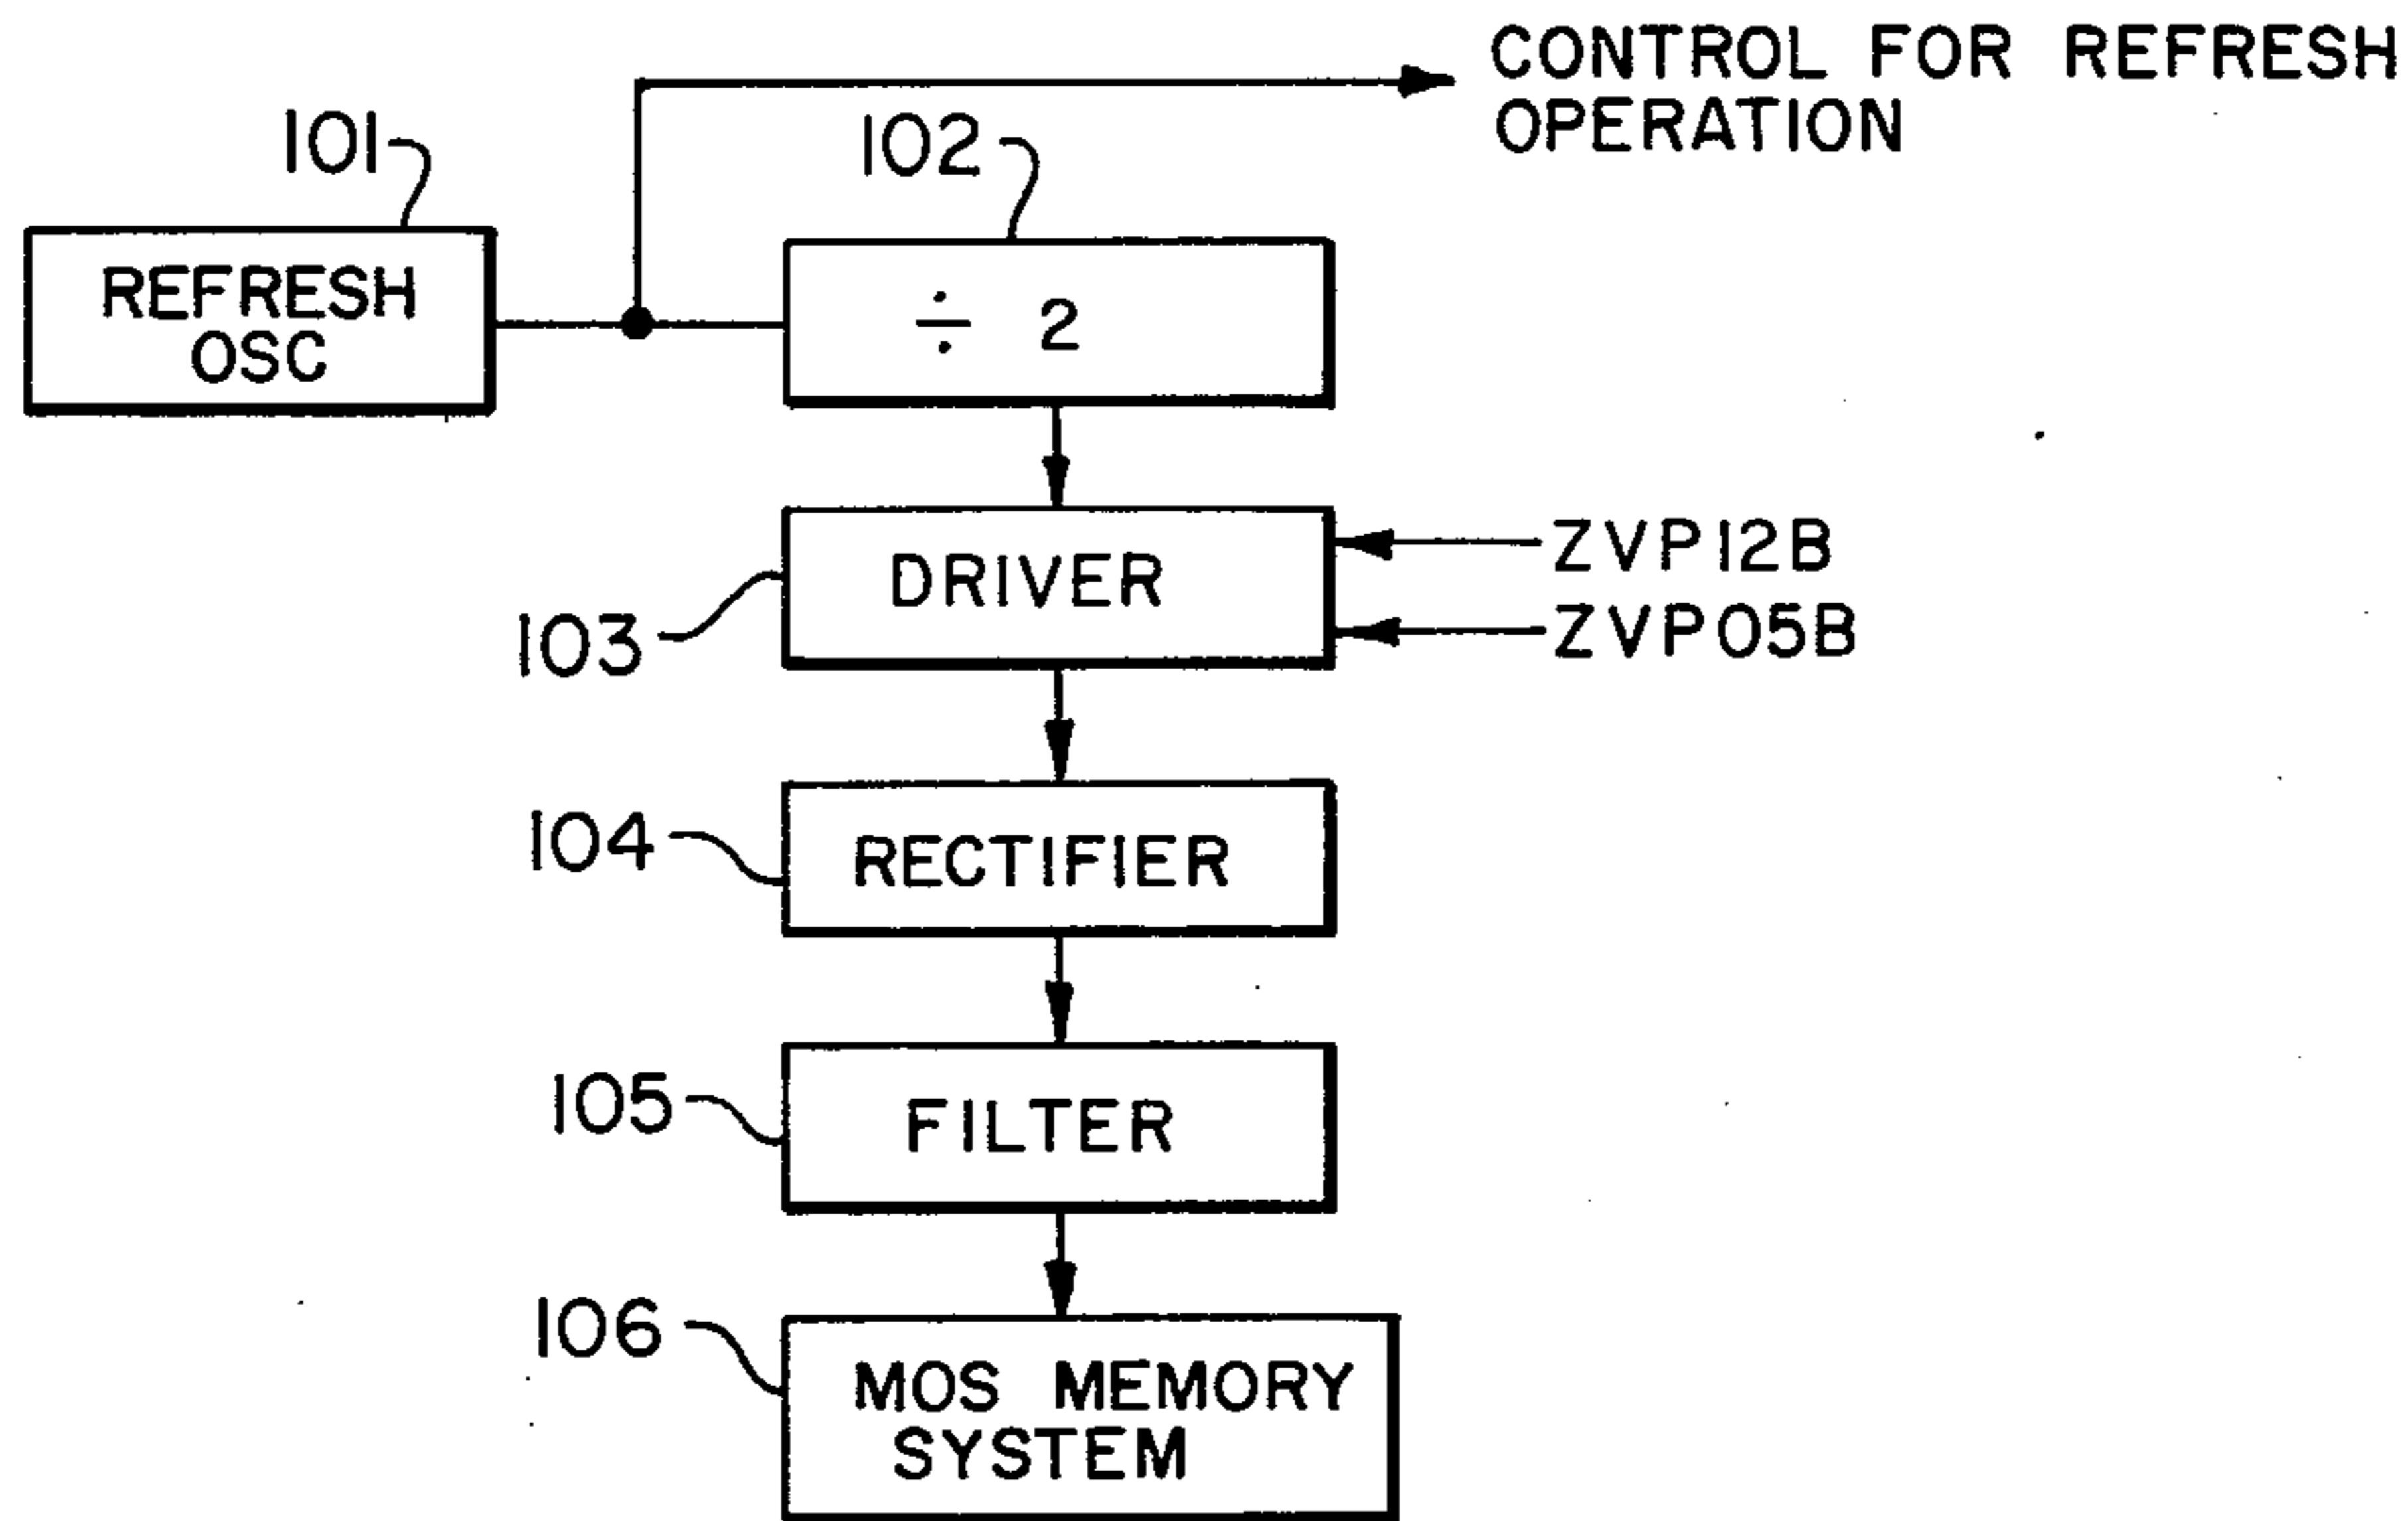 CONTROL FOR REFRESH
OPERATION
101
102
REFRESH
OSC
÷ 2
DRIVER
ZVP12B
ZVP05B
103
104
RECTIFIER
105
FILTER
106
MOS MEMORY
SYSTEM